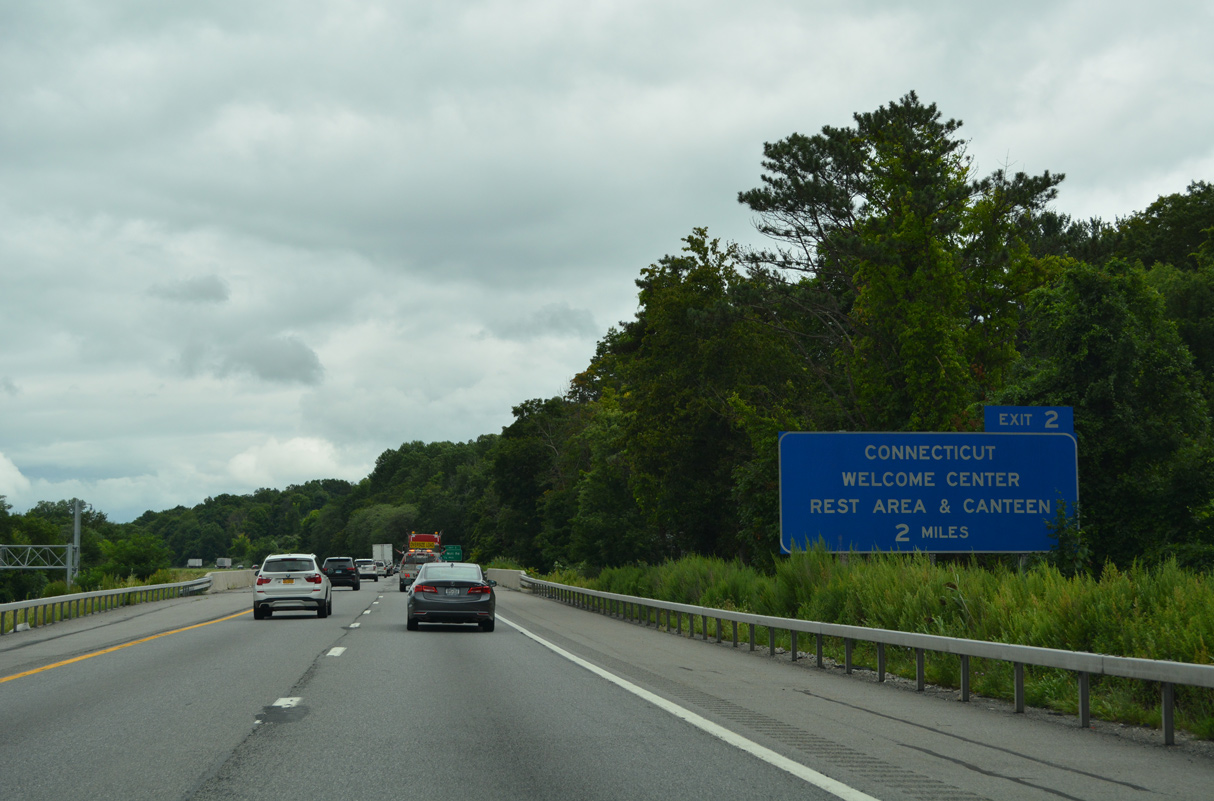 EXIT 2
CONNECTICUT
WELCOME CENTER
REST AREA & CANTEEN
2 MILES